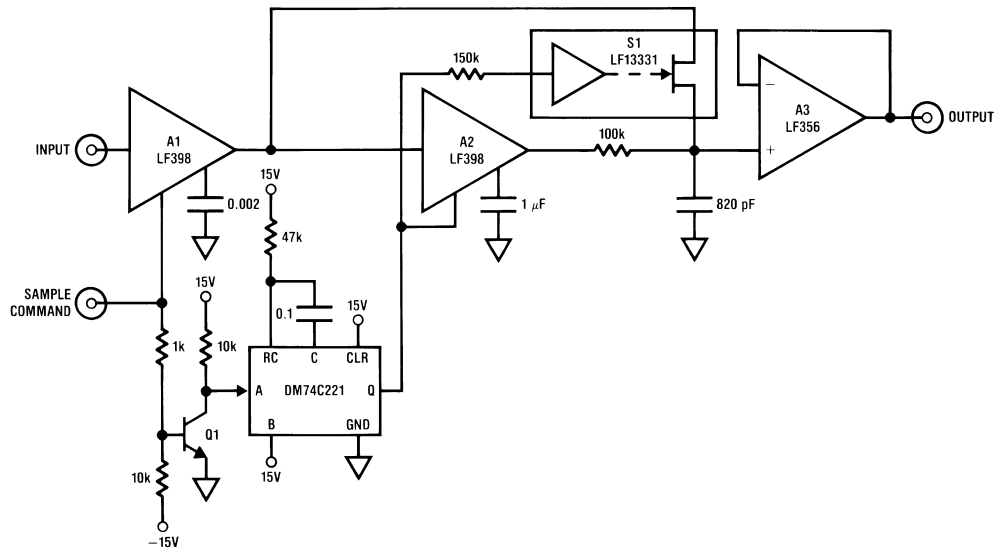 S1
LF13331
150k
A3
LF356
−
+
OUTPUT
INPUT
A1
LF398
A2
LF398
100k
0.002
15V
1 μF
820 pF
47k
SAMPLE
COMMAND
15V
0.1
15V
1k
10k
RC
C
CLR
A
DM74C221
Q
B
GND
Q1
10k
15V
−15V